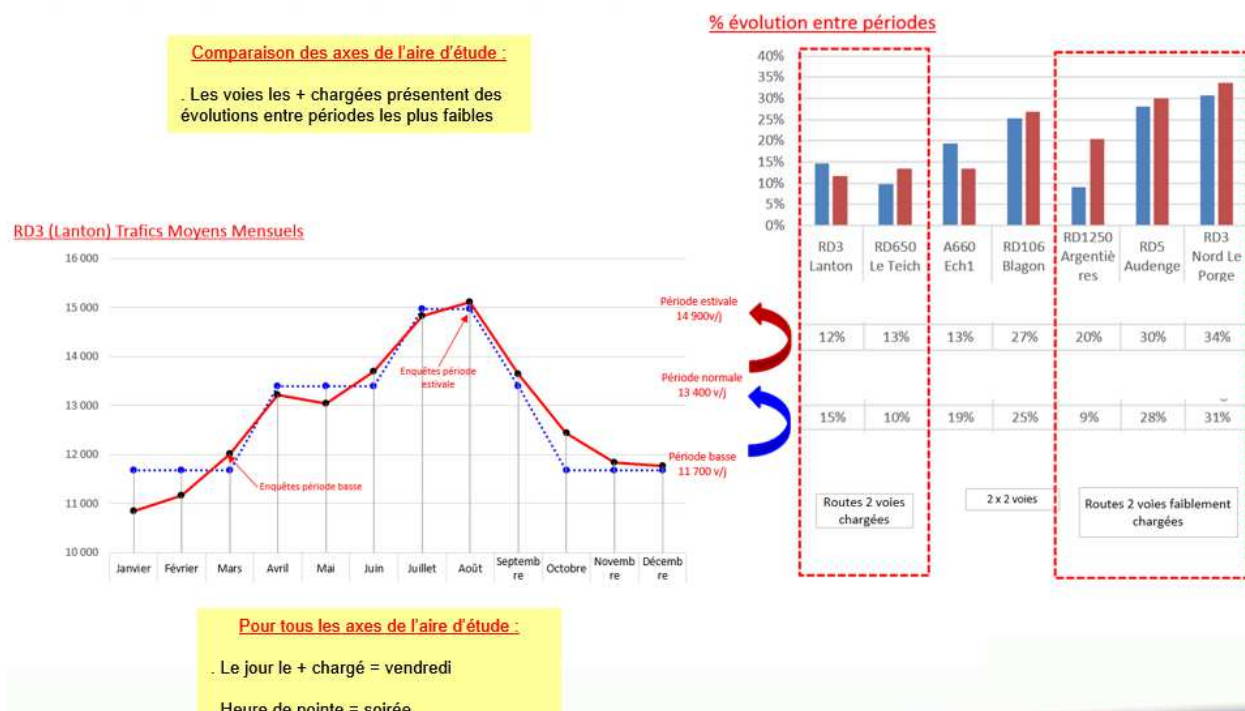 % évolution entre périodes
Comparaison des axes de l'aire d'étude :
. Les voies les + chargées présentent des
évolutions entre périodes les plus faibles
40%
35%
30%
25%
20%
15%
10%
5%
0%
RD3
Lanton
RD650
Le Teich
A660
Ech1
RD106
Blagon
RD1250
Argentiè
res
RD5
Audenge
RD3
Nord Le
Porge
RD3 (Lanton) Trafics Moyens Mensuels
16 000
15 000
14 000
13 000
12 000
11 000
10 000
Enquêtes période
estivale
Enquêtes période basse
Janvier
Février
Mars
Avril
Mai
Juin
Juillet
Août
Septemb
re
Octobre
Novemb
re
Décemb
re
Période estivale
14 900v/j
12% 13% 13% 27% 20% 30% 34%
Période normale
13 400 v/j
15% 10% 19% 25% 9% 28% 31%
Période basse
11 700 v/j
Routes 2 voies
chargées
2 x 2 voies
Routes 2 voies faiblement
chargées
Pour tous les axes de l'aire d'étude :
. Le jour le + chargé = vendredi
Heure de pointe = soirée